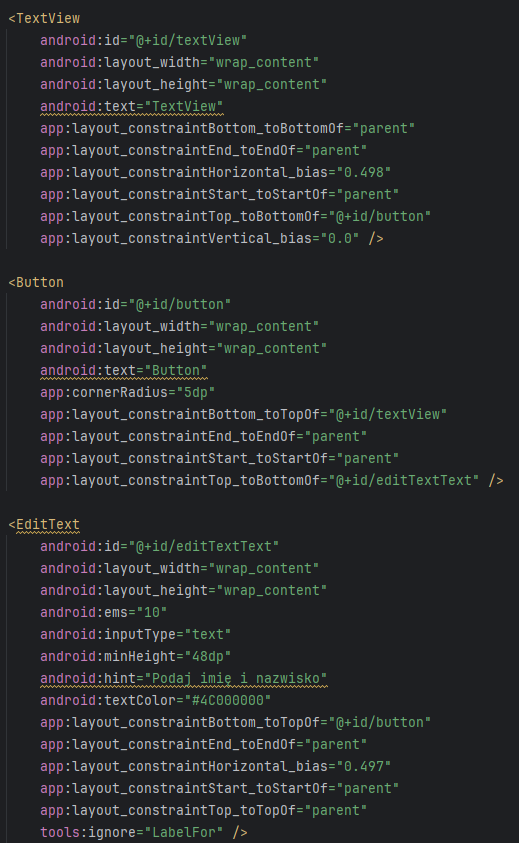 <TextView
    android:id="@+id/textView"
    android:layout_width="wrap_content"
    android:layout_height="wrap_content"
    android:text="TextView"
    app:layout_constraintBottom_toBottomOf="parent"
    app:layout_constraintEnd_toEndOf="parent"
    app:layout_constraintHorizontal_bias="0.498"
    app:layout_constraintStart_toStartOf="parent"
    app:layout_constraintTop_toBottomOf="@+id/button"
    app:layout_constraintVertical_bias="0.0" />

<Button
    android:id="@+id/button"
    android:layout_width="wrap_content"
    android:layout_height="wrap_content"
    android:text="Button"
    app:cornerRadius="5dp"
    app:layout_constraintBottom_toTopOf="@+id/textView"
    app:layout_constraintEnd_toEndOf="parent"
    app:layout_constraintStart_toStartOf="parent"
    app:layout_constraintTop_toBottomOf="@+id/editTextText" />

<EditText
    android:id="@+id/editTextText"
    android:layout_width="wrap_content"
    android:layout_height="wrap_content"
    android:ems="10"
    android:inputType="text"
    android:minHeight="48dp"
    android:hint="Podaj imię i nazwisko"
    android:textColor="#4C000000"
    app:layout_constraintBottom_toTopOf="@+id/button"
    app:layout_constraintEnd_toEndOf="parent"
    app:layout_constraintHorizontal_bias="0.497"
    app:layout_constraintStart_toStartOf="parent"
    app:layout_constraintTop_toTopOf="parent"
    tools:ignore="LabelFor" />